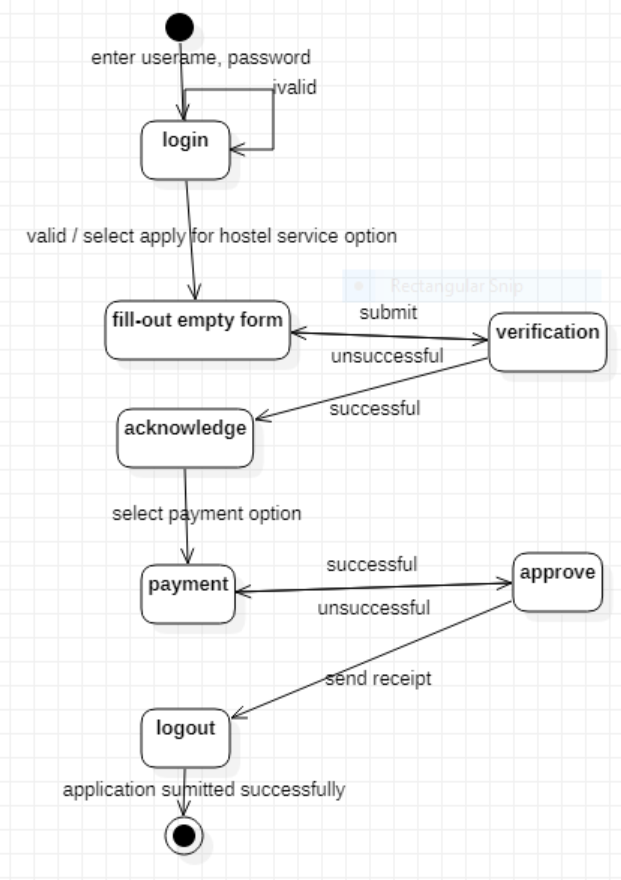 enter userame, password
ivalid
login
valid / select apply for hostel service option
Rectangular Snip
fill-out empty form
submit
verification
unsuccessful
successful
acknowledge
select payment option
successful
approve
payment
unsuccessful
send receipt
logout
application sumitted successfully